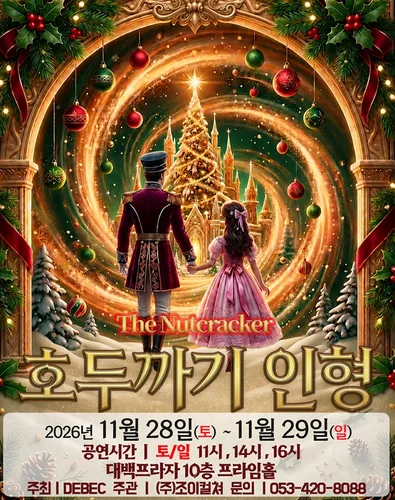 The Nutcracker
호두까기 인형
2026년 11월 28일(토) ~ 11월 29일(일)
공연시간 | 토/일 11시, 14시, 16시
대백프라자 10층 프라임홀
주최 | DEBEC 주관 | (주)조이컬쳐 문의 | 053-420-8088